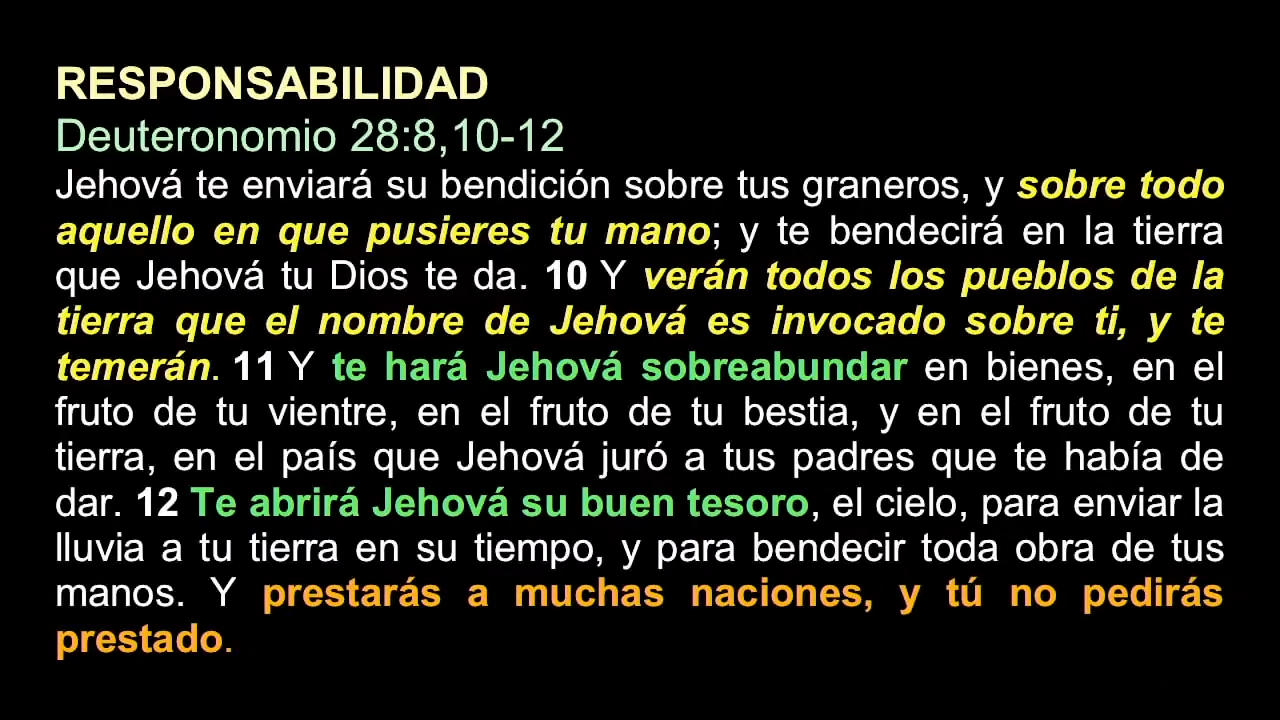 RESPONSABILIDAD
Deuteronomio 28:8,10-12
Jehová te enviará su bendición sobre tus graneros, y sobre todo
aquello en que pusieres tu mano; y te bendecirá en la tierra
que Jehová tu Dios te da. 10 Y verán todos los pueblos de la
tierra que el nombre de Jehová es invocado sobre ti, y te
temerán. 11 Y te hará Jehová sobreabundar en bienes, en el
fruto de tu vientre, en el fruto de tu bestia, y en el fruto de tu
tierra, en el país que Jehová juró a tus padres que te había de
dar. 12 Te abrirá Jehová su buen tesoro, el cielo, para enviar la
lluvia a tu tierra en su tiempo, y para bendecir toda obra de tus
manos. Y prestarás a muchas naciones, y tú no pedirás
prestado.